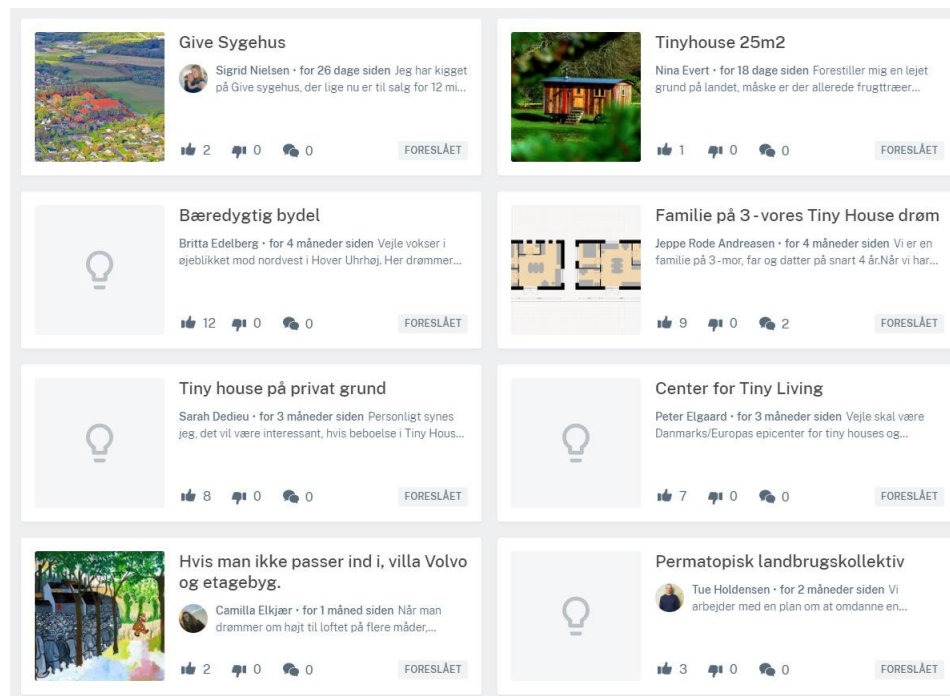 Give Sygehus
Sigrid Nielsen • for 26 dage siden Jeg har kigget
på Give sygehus, der lige nu er til salg for 12 mi...
2 0 0 FORESLÅET
Tinyhouse 25m2
Nina Evert • for 18 dage siden Forestiller mig en lejet
grund på landet, måske er der allerede frugttræer...
1 0 0 FORESLÅET
Bæredygtig bydel
Britta Edelberg • for 4 måneder siden Vejle vokser i
øjeblikket mod nordvest i Hover Uhrhøj. Her drømmer...
12 0 0 FORESLÅET
Familie på 3 - vores Tiny House drøm
Jeppe Rode Andreasen • for 4 måneder siden Vi er en
familie på 3 -mor, far og datter på snart 4 år.Når vi har...
9 0 2 FORESLÅET
Tiny house på privat grund
Sarah Dedieu • for 3 måneder siden Personligt synes
jeg, det vil være interessant, hvis beboelse i Tiny Hous...
8 0 0 FORESLÅET
Center for Tiny Living
Peter Elgaard • for 3 måneder siden Vejle skal være
Danmarks/Europas epicenter for tiny houses og...
7 0 0 FORESLÅET
Hvis man ikke passer ind i, villa Volvo
og etagebyg.
Camilla Elkjær • for 1 måned siden Når man
drømmer om højt til loftet på flere måder,...
2 0 0 FORESLÅET
Permatopisk landbrugskollektiv
Tue Holdensen • for 2 måneder siden Vi
arbejder med en plan om at omdanne en...
3 0 0 FORESLÅET